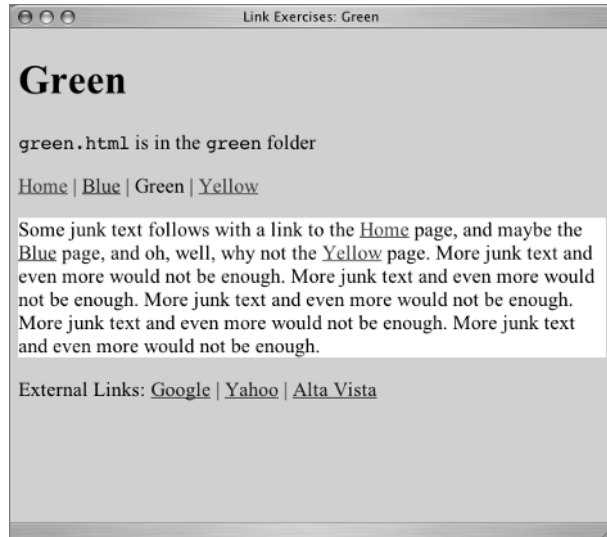 Link Exercises: Green
Green
green.html is in the green folder
Home | Blue | Green | Yellow
Some junk text follows with a link to the Home page, and maybe the
Blue page, and oh, well, why not the Yellow page. More junk text and
even more would not be enough. More junk text and even more would
not be enough. More junk text and even more would not be enough.
More junk text and even more would not be enough. More junk text
and even more would not be enough.
External Links: Google | Yahoo | Alta Vista